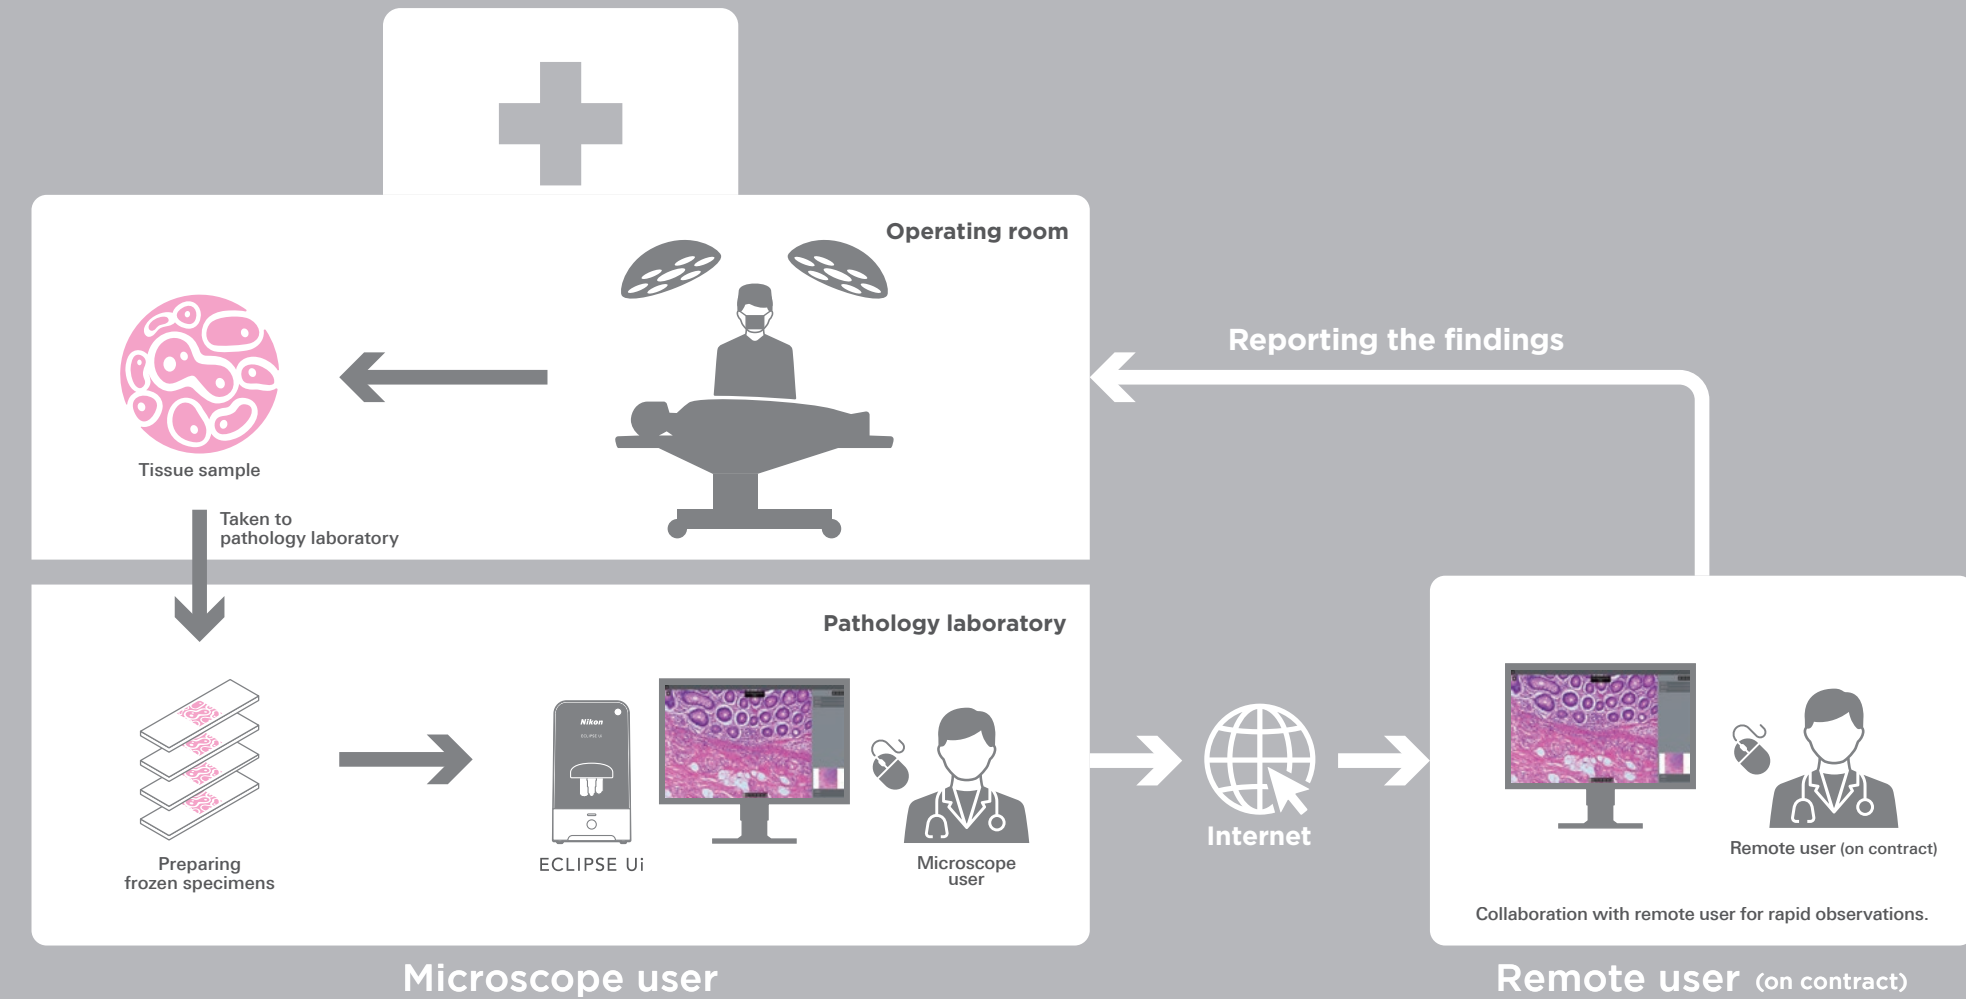 Operating room
Reporting the findings
Tissue sample
Taken to
pathology laboratory
Pathology laboratory
Nikon
ECLIPSE Ui
Preparing
frozen specimens
ECLIPSE Ui
Microscope
user
Internet
Remote user (on contract)
Collaboration with remote user for rapid observations.
Microscope user
Remote user (on contract)